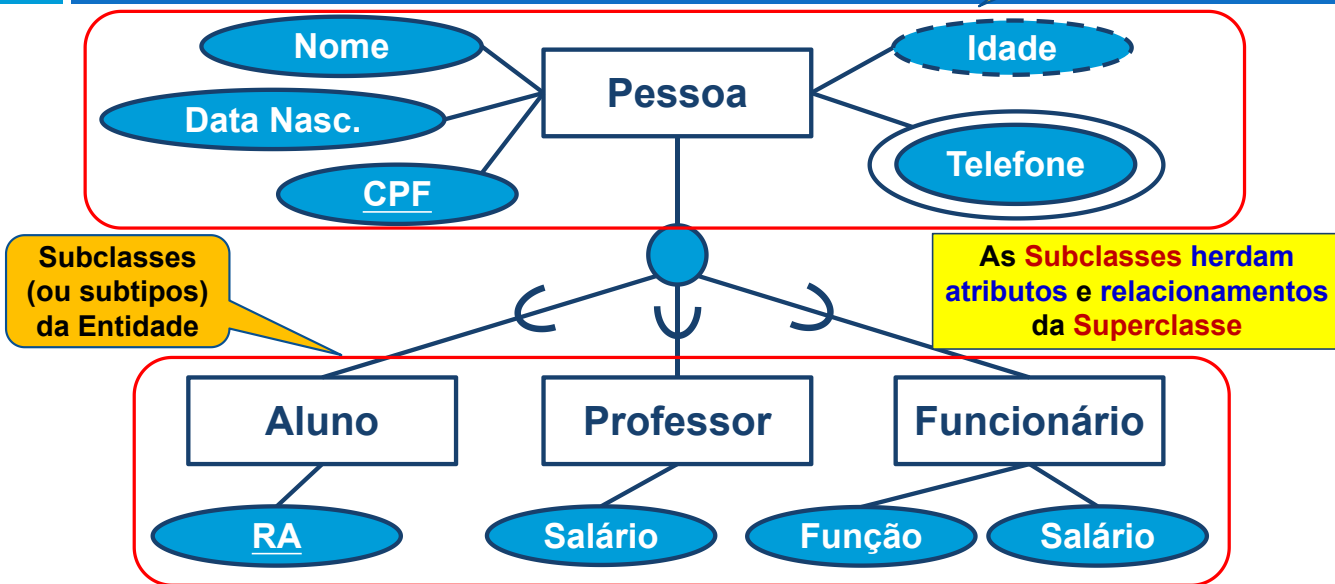 Nome
Idade
Pessoa
Data Nasc.
Telefone
CPF
Subclasses
(ou subtipos)
da Entidade
As Subclasses herdam
atributos e relacionamentos
da Superclasse
Aluno
Professor
Funcionário
RA
Salário
Função
Salário